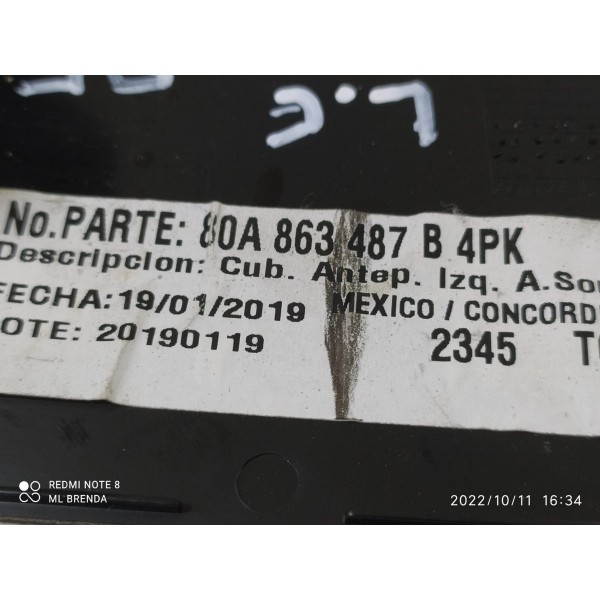 No.PARTE: 80A 863 487 B 4PK
Descripcion: Cub. Antep. Izq. A.Son
FECHA:19/01/2019 MEXICO / CONCORD
OTE: 20190119 2345
REDMI NOTE 8
ML BRENDA
2022/10/11 16:34